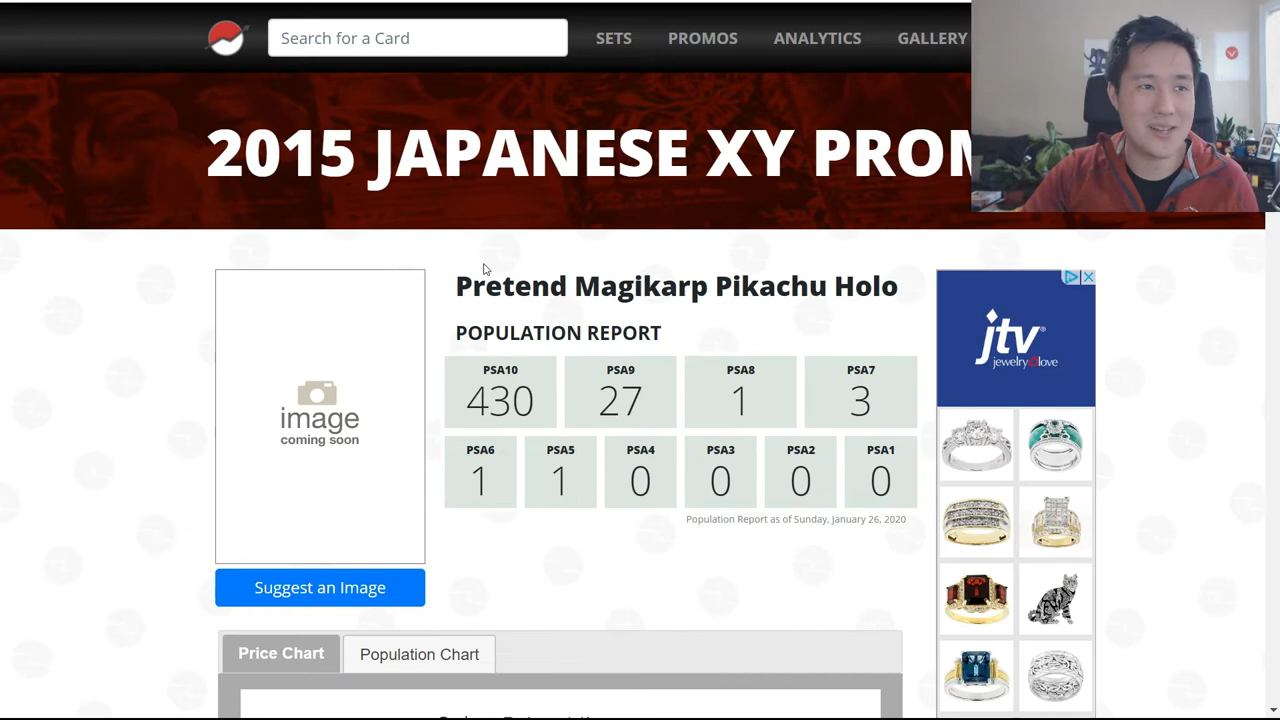 Search for a Card
SETS
PROMOS
ANALYTICS
GALLERY
2015 JAPANESE XY PROM
Pretend Magikarp Pikachu Holo
POPULATION REPORT
PSA10
430
PSA9
27
PSA8
1
PSA7
3
PSA6
1
PSA5
1
PSA4
0
PSA3
0
PSA2
0
PSA1
0
Population Report as of Sunday, January 26, 2020
image
coming soon
Suggest an Image
Price Chart
Population Chart
jtv
jewelry love